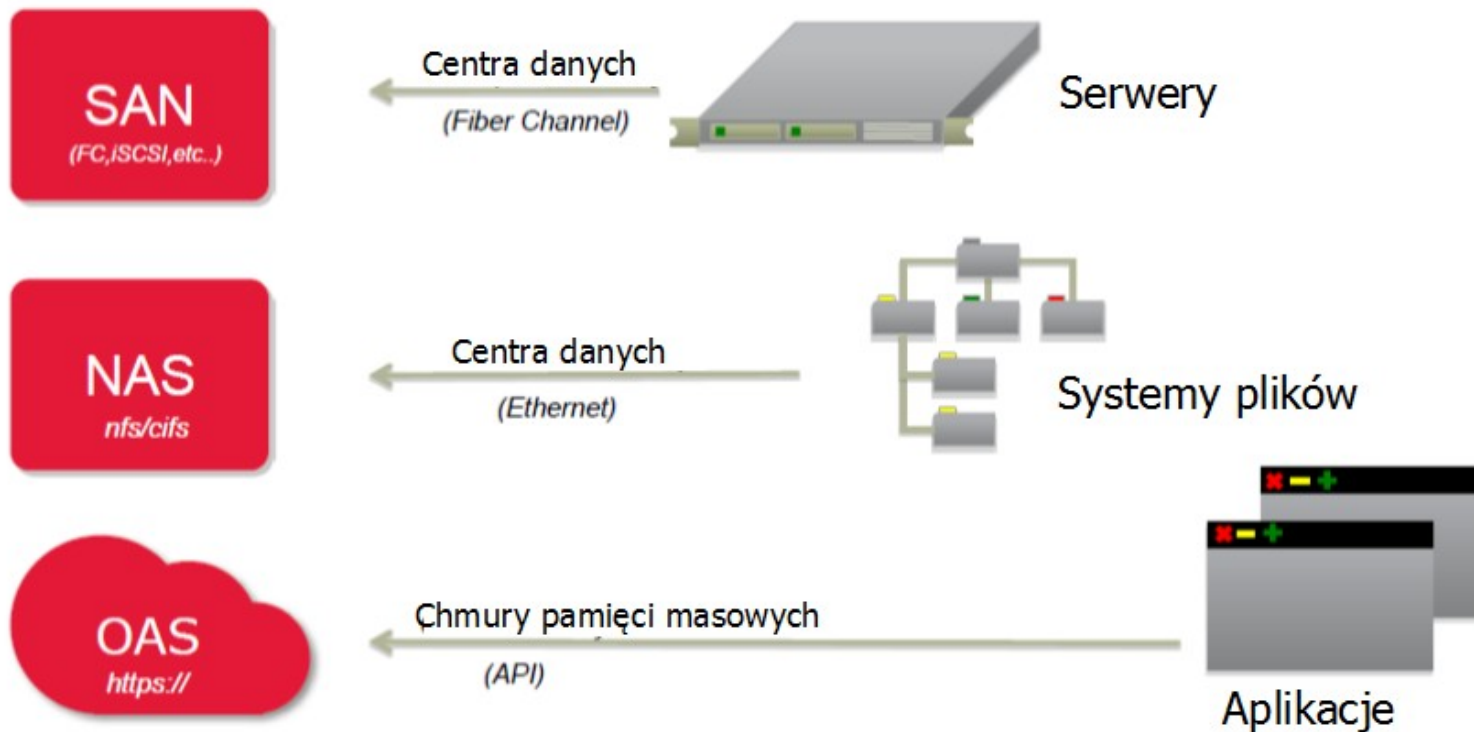 SAN
(FC,iSCSI,etc..)
Centra danych
(Fiber Channel)
Serwery
NAS
nfs/cifs
Centra danych
(Ethernet)
Systemy plików
OAS
https://
Chmury pamięci masowych
(API)
Aplikacje